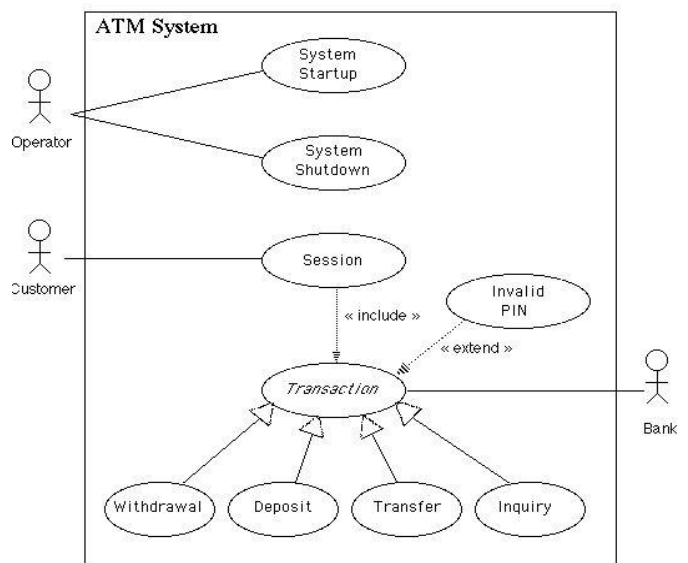 ATM System
System
Startup
Operator
System
Shutdown
Customer
Session
Invalid
PIN
« include »
« extend »
Transaction
Bank
Withdrawal
Deposit
Transfer
Inquiry